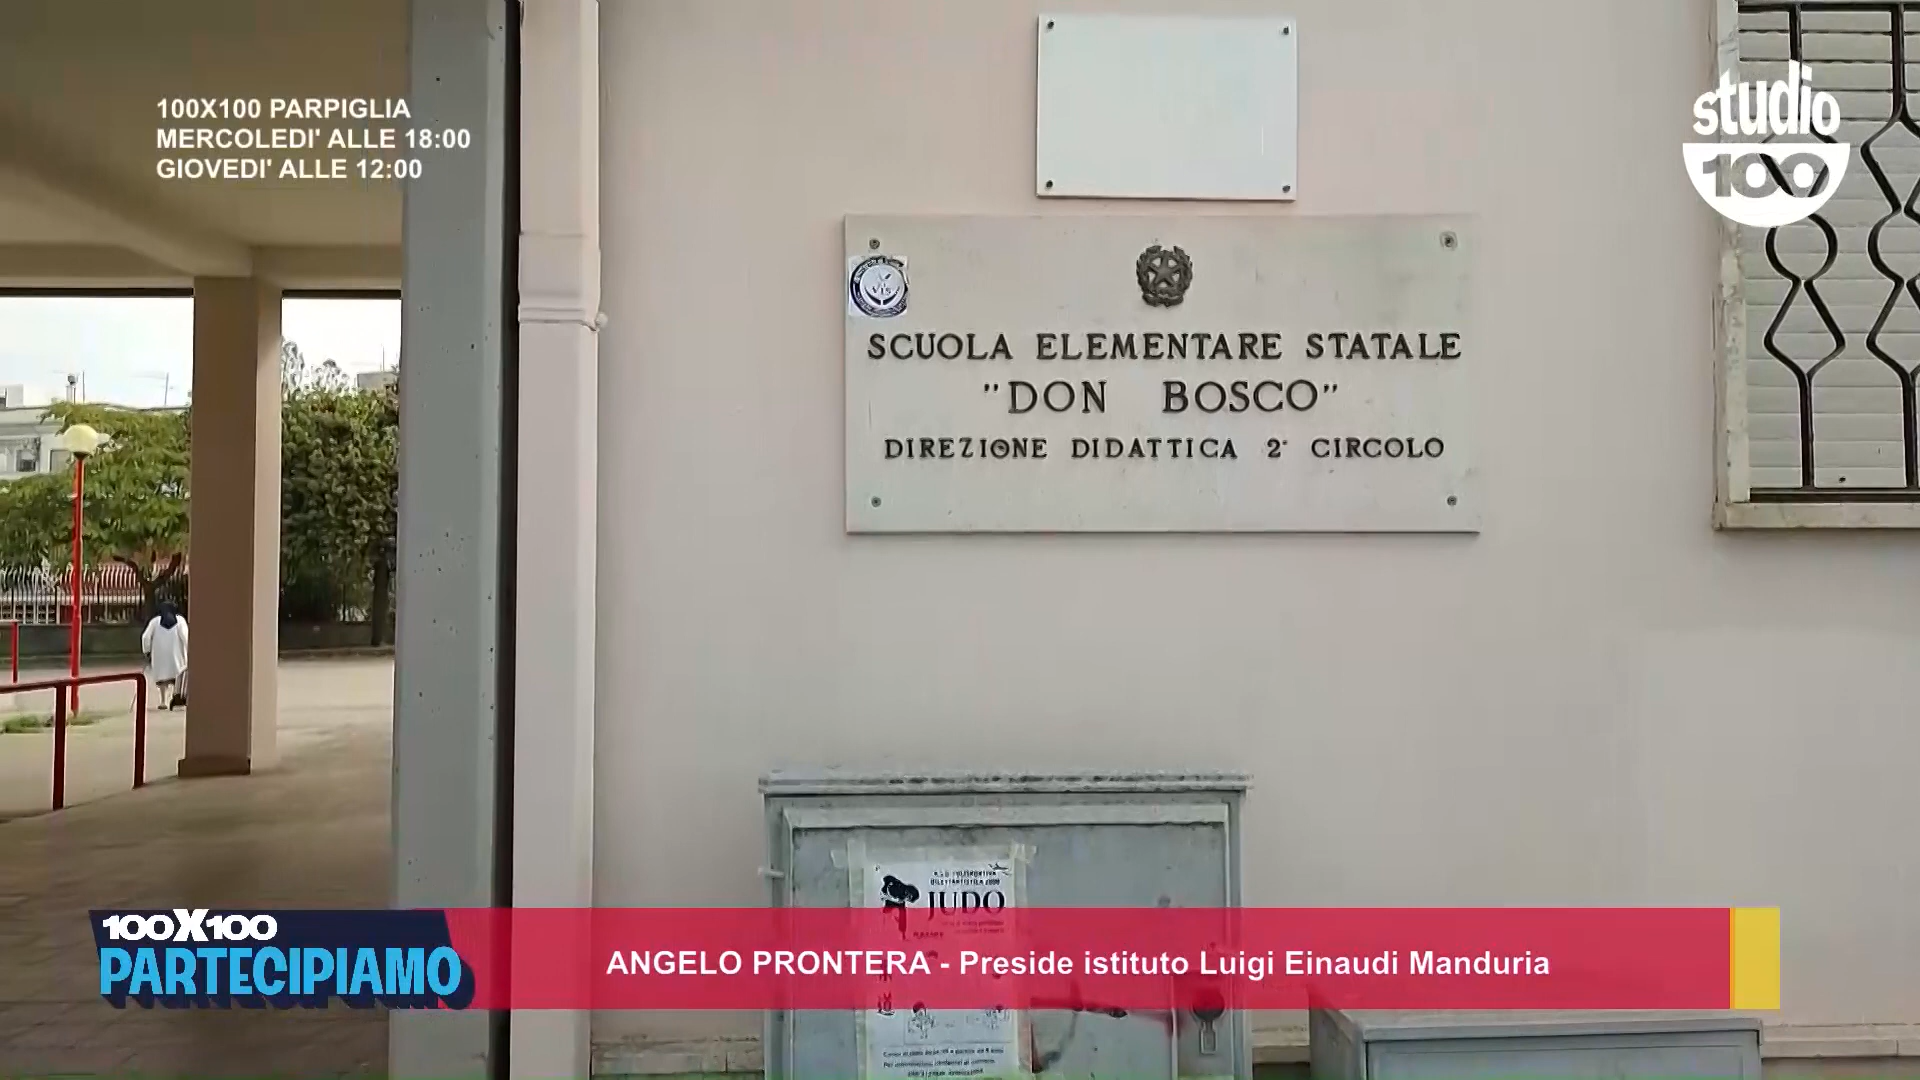 100X100 PARPIGLIA
MERCOLEDI' ALLE 18:00
GIOVEDI' ALLE 12:00
studio
100
VIS
SCUOLA ELEMENTARE STATALE
"DON BOSCO"
DIREZIONE DIDATTICA 2° CIRCOLO
JUDO
100X100
PARTECIPIAMO
ANGELO PRONTERA - Preside istituto Luigi Einaudi Manduria